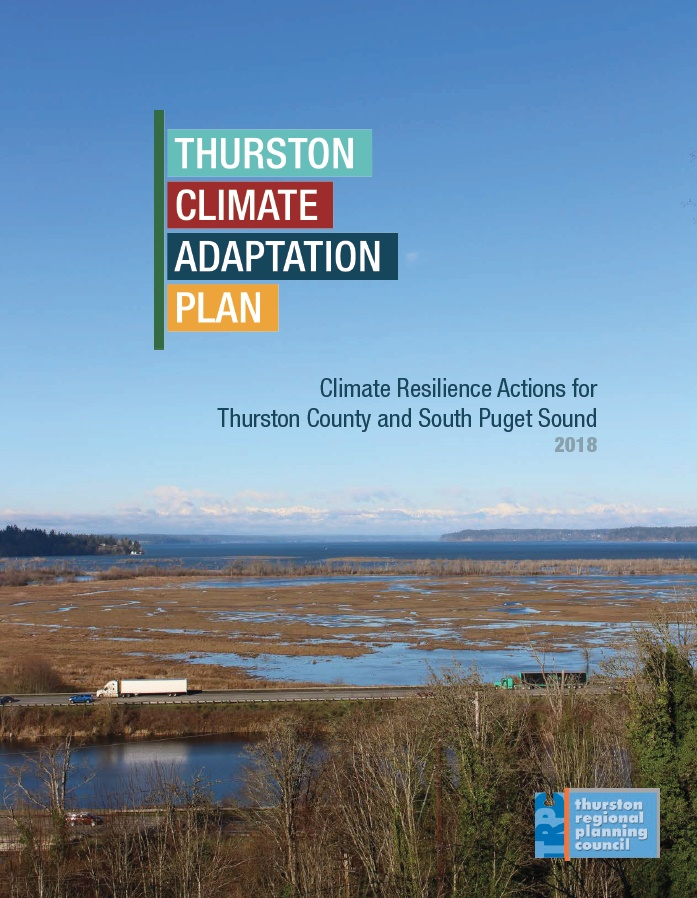 THURSTON
CLIMATE
ADAPTATION
PLAN
Climate Resilience Actions for
Thurston County and South Puget Sound
2018
TRPC
thurston
regional
planning
council